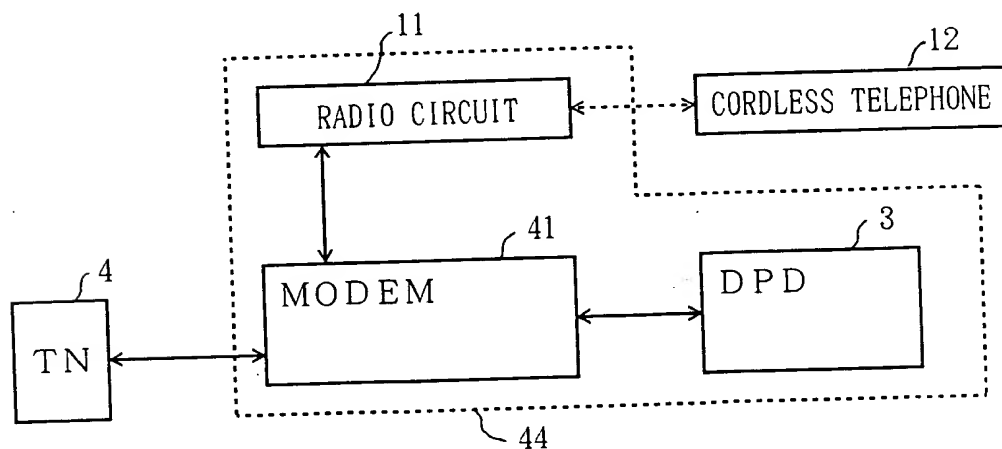 11
12
RADIO CIRCUIT
CORDLESS TELEPHONE
41
3
4
MODEM
DPD
TN
44